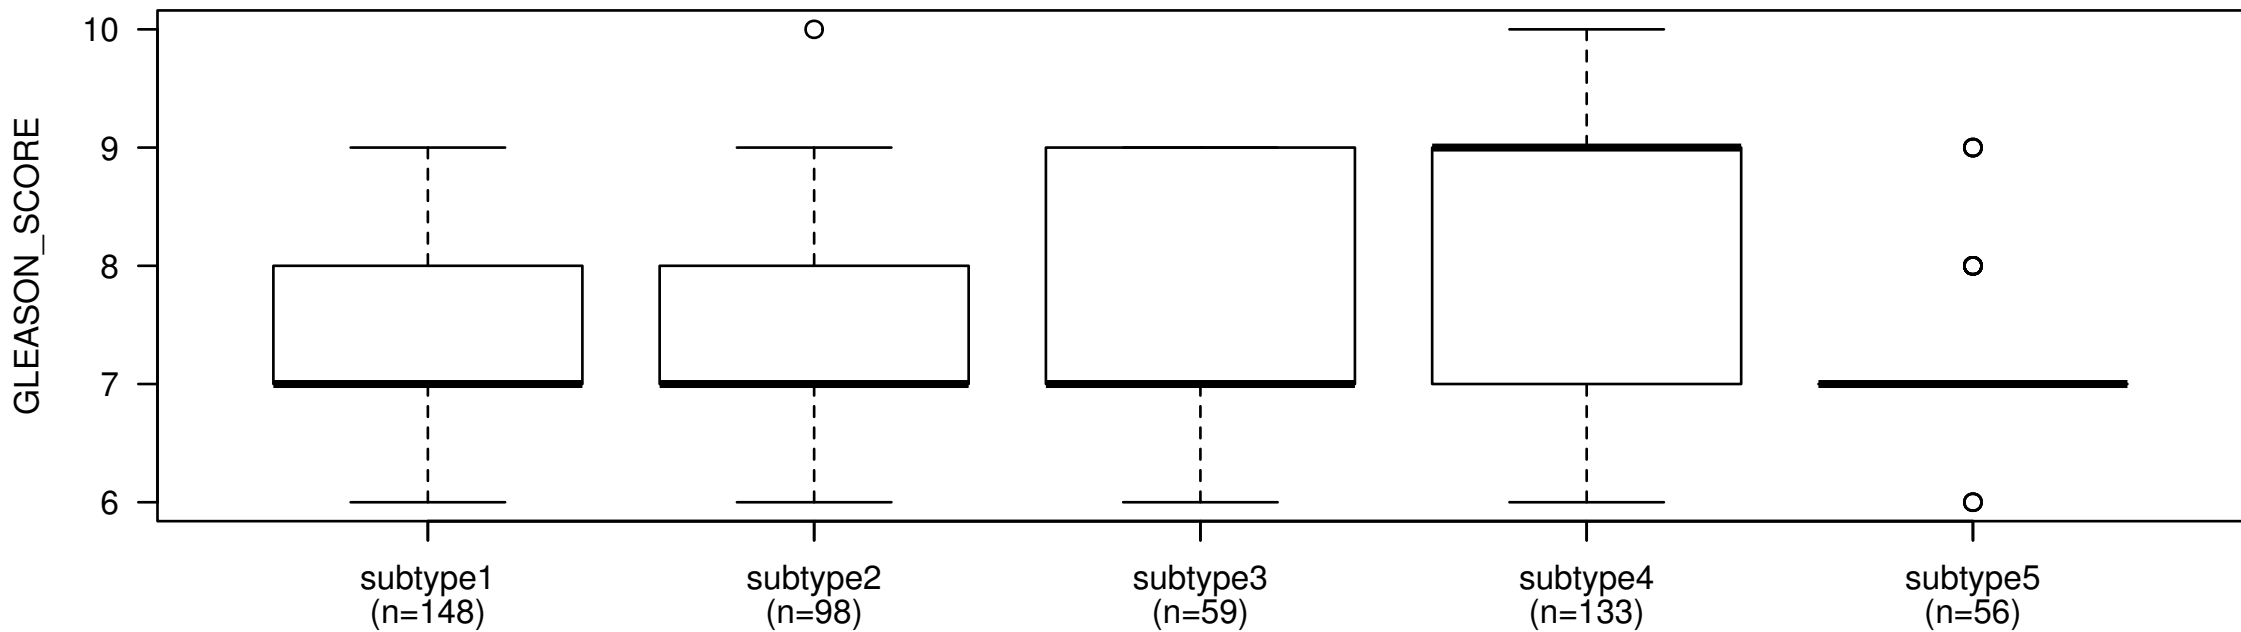 GLEASON_SCORE
10
9
8
7
6
subtype1
(n=148)
subtype2
(n=98)
subtype3
(n=59)
subtype4
(n=133)
subtype5
(n=56)